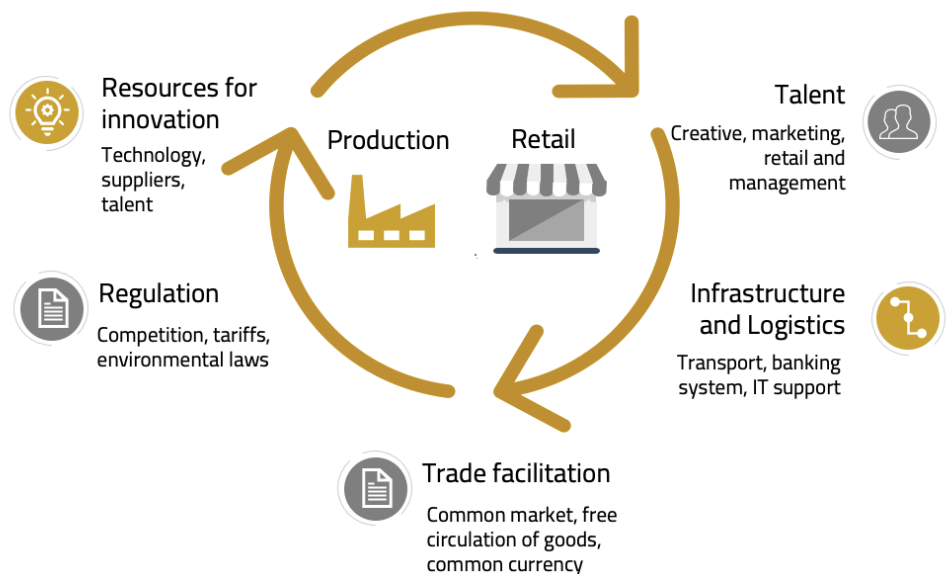 Resources for
innovation
Technology,
suppliers,
talent
Production
Retail
Talent
Creative, marketing,
retail and
management
Regulation
Competition, tariffs,
environmental laws
Infrastructure
and Logistics
Transport, banking
system, IT support
Trade facilitation
Common market, free
circulation of goods,
common currency